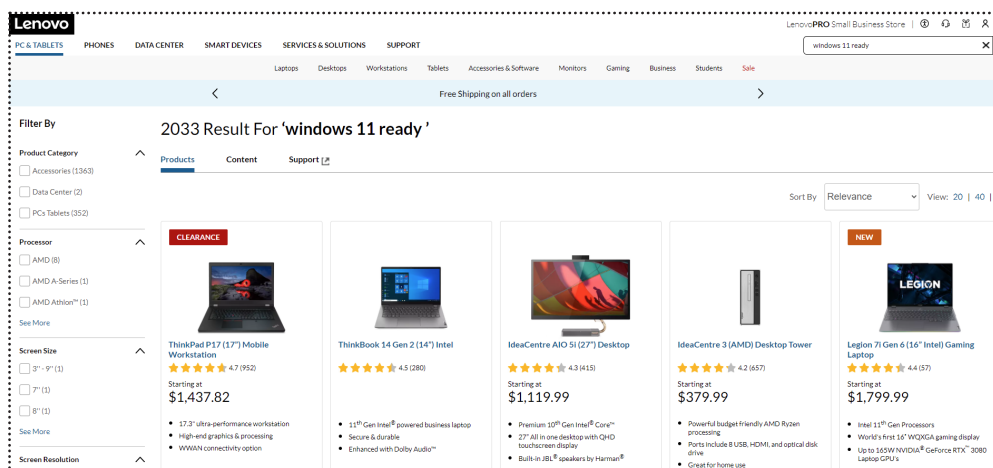 Lenovo
LenovoPRO Small Business Store |
PC & TABLETS PHONES DATA CENTER SMART DEVICES SERVICES & SOLUTIONS SUPPORT
windows 11 ready
Laptops Desktops Workstations Tablets Accessories & Software Monitors Gaming Business Students Sale
Free Shipping on all orders
Filter By
2033 Result For ‘windows 11 ready ’
Product Category
Accessories (1363)
Data Center (2)
PCs Tablets (352)
Processor
AMD (8)
AMD A-Series (1)
AMD Athlon™ (1)
See More
Screen Size
3" - 9" (1)
7" (1)
8" (1)
See More
Screen Resolution
Products Content Support
Sort By Relevance View: 20 | 40 |
CLEARANCE
ThinkPad P17 (17") Mobile
Workstation
4.7 (952)
Starting at
$1,437.82
17.3" ultra-performance workstation
High-end graphics & processing
WWAN connectivity option
ThinkBook 14 Gen 2 (14") Intel
4.5 (280)
11th Gen Intel® powered business laptop
Secure & durable
Enhanced with Dolby Audio™
IdeaCentre AIO 5i (27") Desktop
4.3 (415)
Starting at
$1,119.99
Premium 10th Gen Intel® Core™
27" All in one desktop with QHD
touchscreen display
Built-in JBL® speakers by Harman®
IdeaCentre 3 (AMD) Desktop Tower
4.2 (657)
Starting at
$379.99
Powerful budget friendly AMD Ryzen
processing
Ports include 8 USB, HDMI, and optical disk
drive
Great for home use
NEW
LEGION
Legion 7i Gen 6 (16" Intel) Gaming
Laptop
4.4 (57)
Starting at
$1,799.99
Intel 11th Gen Processors
World's first 16" WQXGA gaming display
Up to 165W NVIDIA® GeForce RTX™ 3080
Laptop GPU's